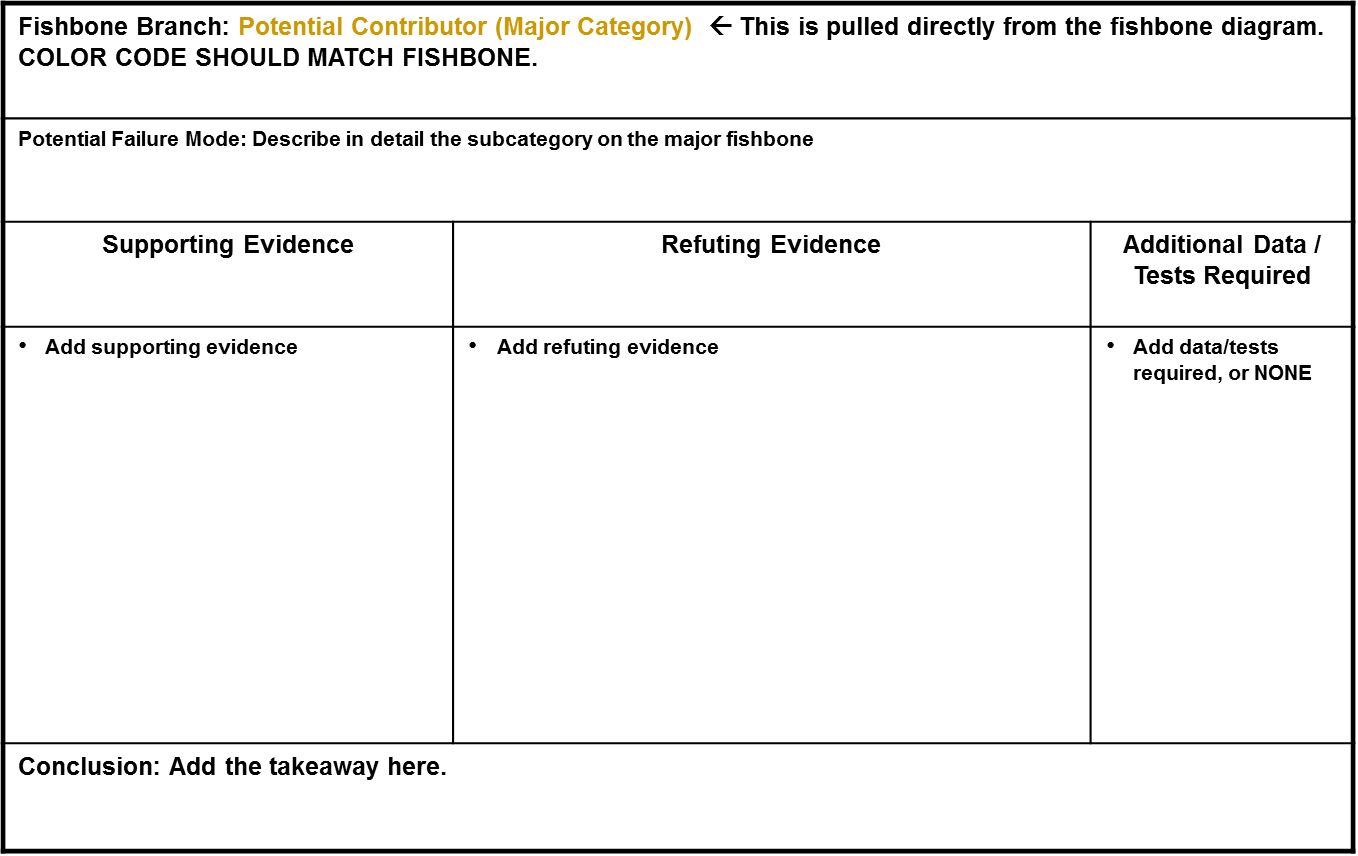 Fishbone Branch: Potential Contributor (Major Category) ← This is pulled directly from the fishbone diagram.
COLOR CODE SHOULD MATCH FISHBONE.
Potential Failure Mode: Describe in detail the subcategory on the major fishbone
Supporting Evidence
Refuting Evidence
Additional Data /
Tests Required
• Add supporting evidence
• Add refuting evidence
• Add data/tests
required, or NONE
Conclusion: Add the takeaway here.